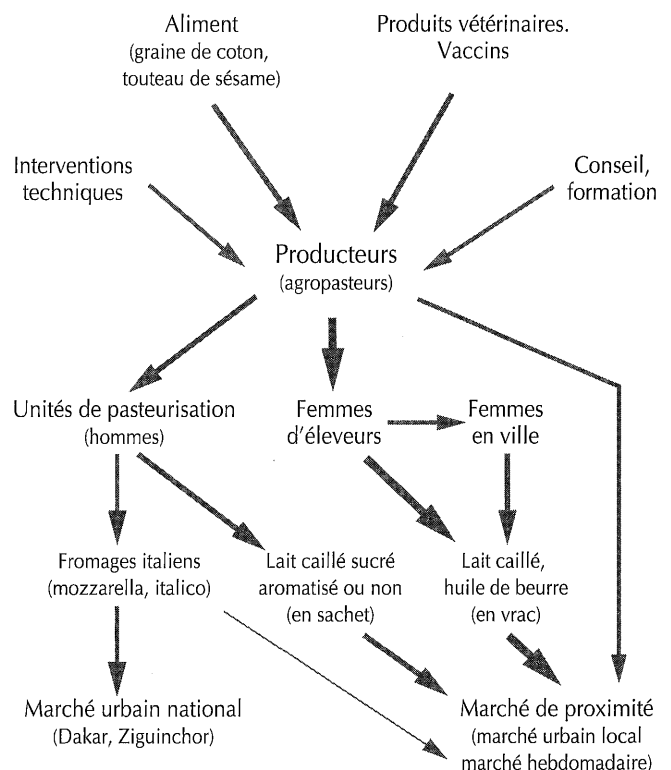 Aliment
(graine de coton,
touteau de sésame)
Produits vétérinaires.
Vaccins
Interventions
techniques
Conseil,
formation
Producteurs
(agropasteurs)
Unités de pasteurisation
(hommes)
Femmes
d'éleveurs
Femmes
en ville
Fromages italiens
(mozzarella, italico)
Lait caillé sucré
aromatisé ou non
(en sachet)
Lait caillé,
huile de beurre
(en vrac)
Marché urbain national
(Dakar, Ziguinchor)
Marché de proximité
(marché urbain local
marché hebdomadaire)